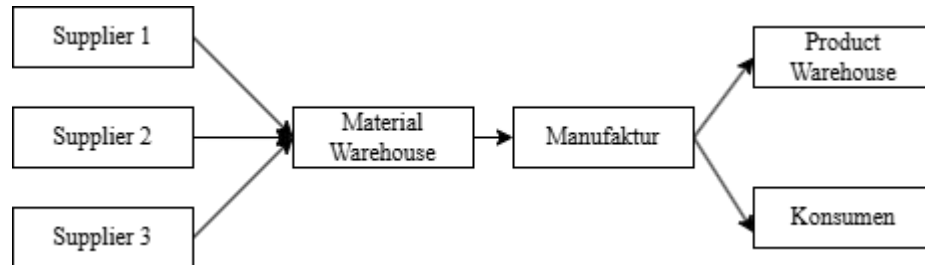 Supplier 1
Supplier 2
Supplier 3
Material
Warehouse
Manufaktur
Product
Warehouse
Konsumen